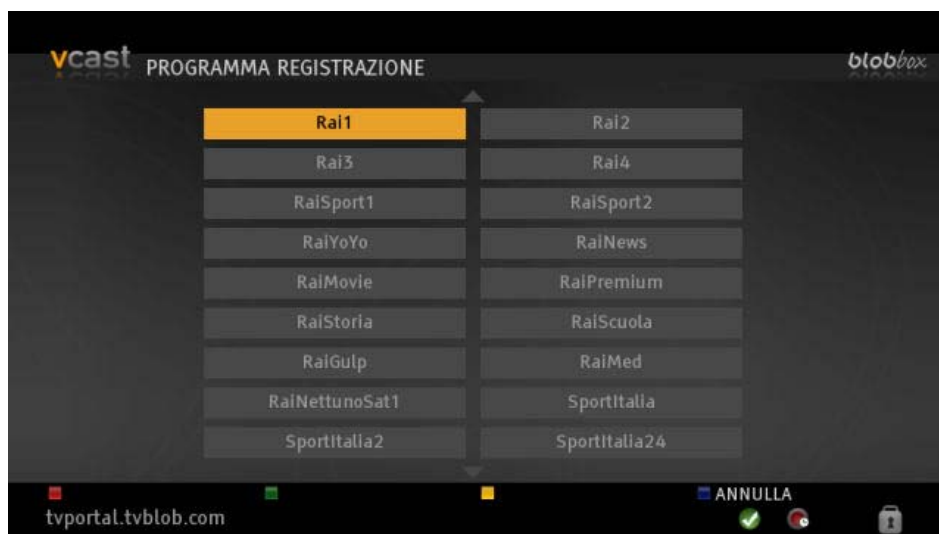 vcast PROGRAMMA REGISTRAZIONE blobbox
Rai1 Rai2
Rai3 Rai4
RaiSport1 RaiSport2
RaiYoYo RaiNews
RaiMovie RaiPremium
RaiStoria RaiScuola
RaiGulp RaiMed
RaiNettunoSat1 SportItalia
SportItalia2 SportItalia24
ANNULLA
tvportal.tvblob.com